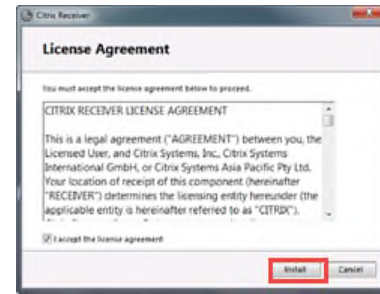 Citrix Receiver
License Agreement
You must accept the license agreement below to proceed.
CITRIX RECEIVER LICENSE AGREEMENT
This is a legal agreement ("AGREEMENT") between you, the
Licensed User, and Citrix Systems, Inc., Citrix Systems
International GmbH, or Citrix Systems Asia Pacific Pty Ltd.
Your location of receipt of this component (hereinafter
"RECEIVER") determines the licensing entity hereunder (the
applicable entity is hereinafter referred to as "CITRIX").
I accept the license agreement
Install Cancel